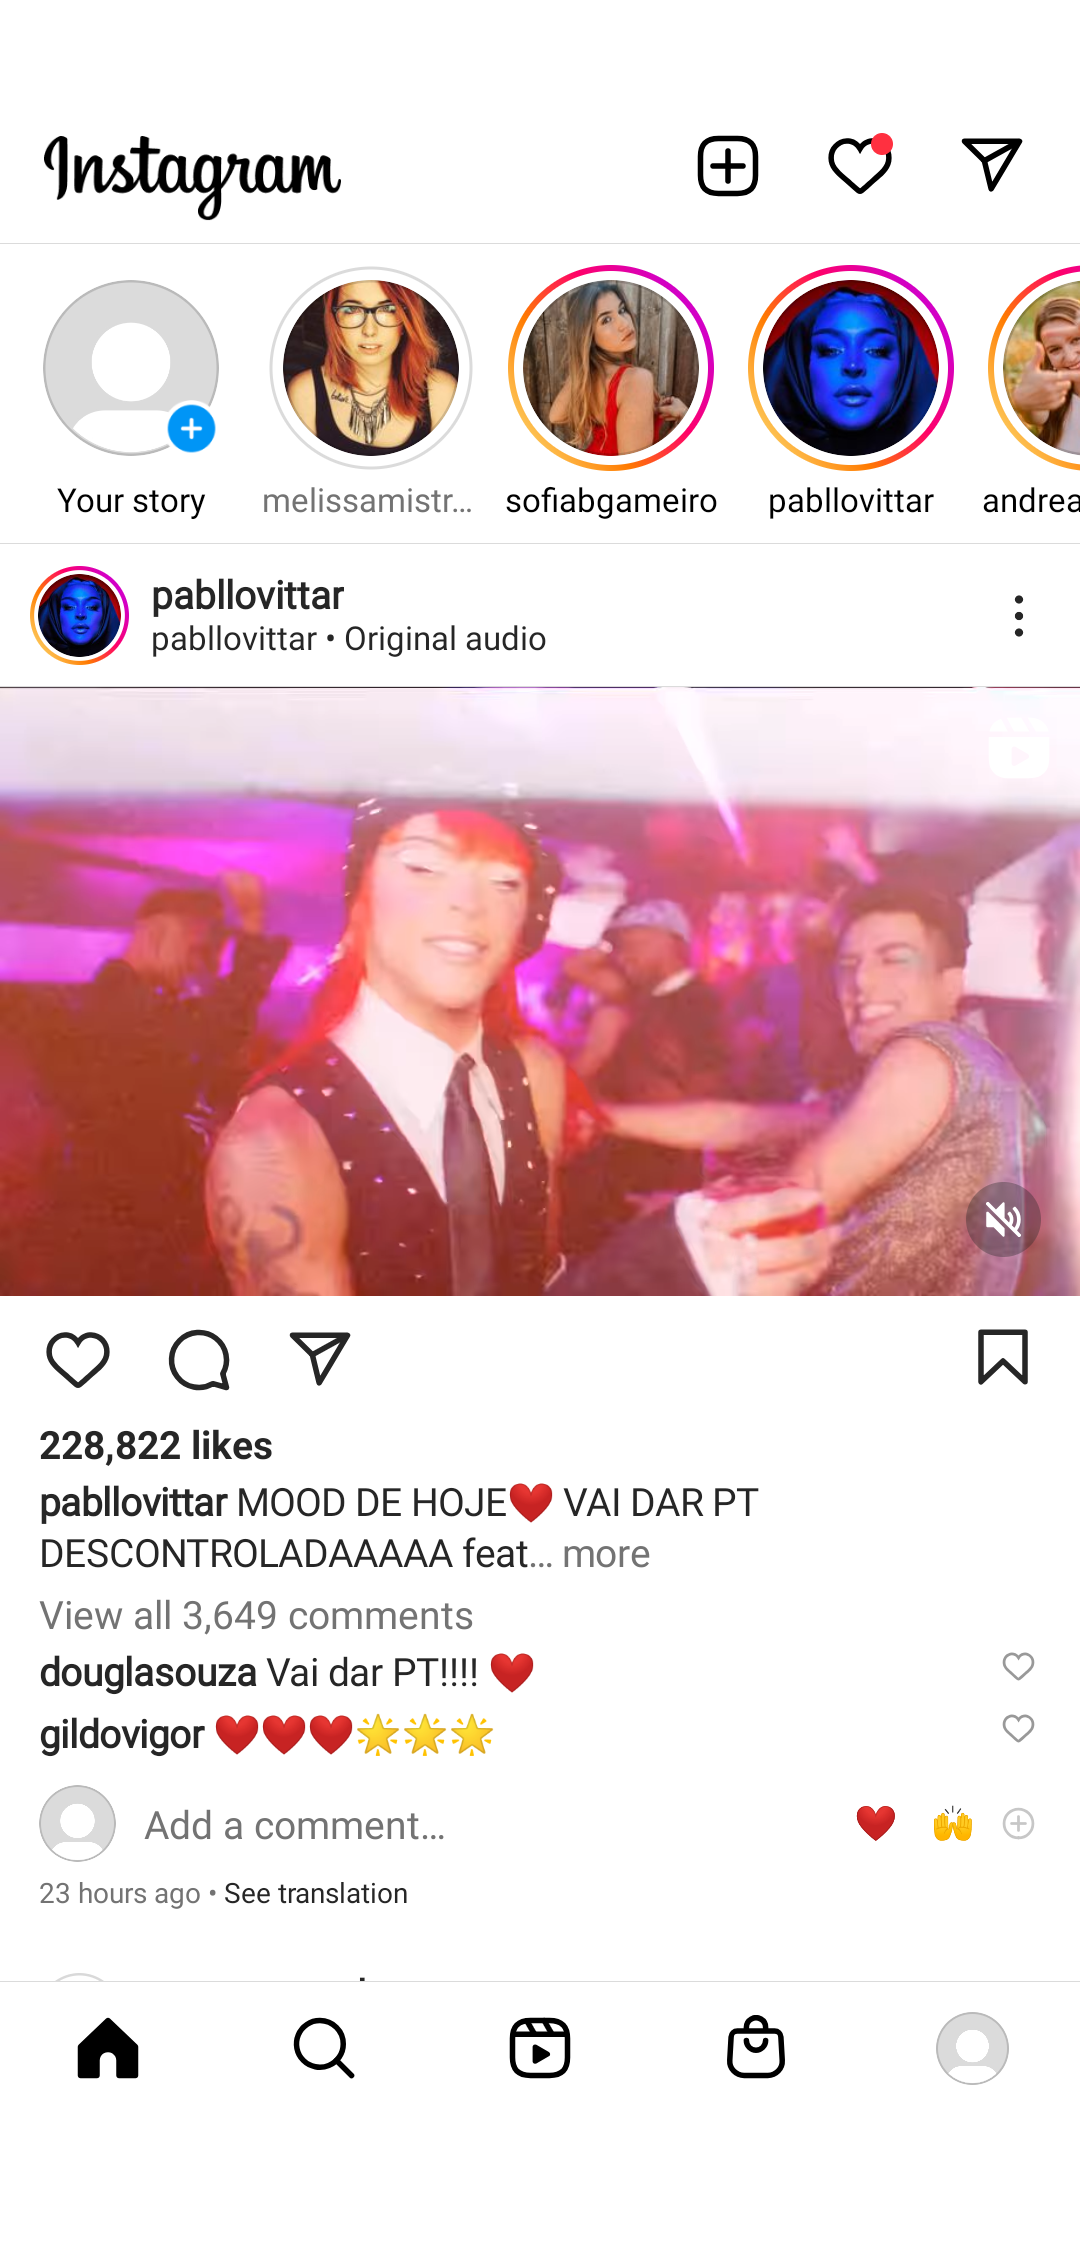 Instagram
Your story
melissamistr...
sofiabgameiro
pabllovittar
andrea
pabllovittar
pabllovittar • Original audio
228,822 likes
pabllovittar MOOD DE HOJE❤️ VAI DAR PT
DESCONTROLADAAAAA feat... more
View all 3,649 comments
douglasouza Vai dar PT!!!! ❤️
gildovigor ❤️❤️❤️🌟🌟🌟
Add a comment...
❤️ 🙌
23 hours ago • See translation